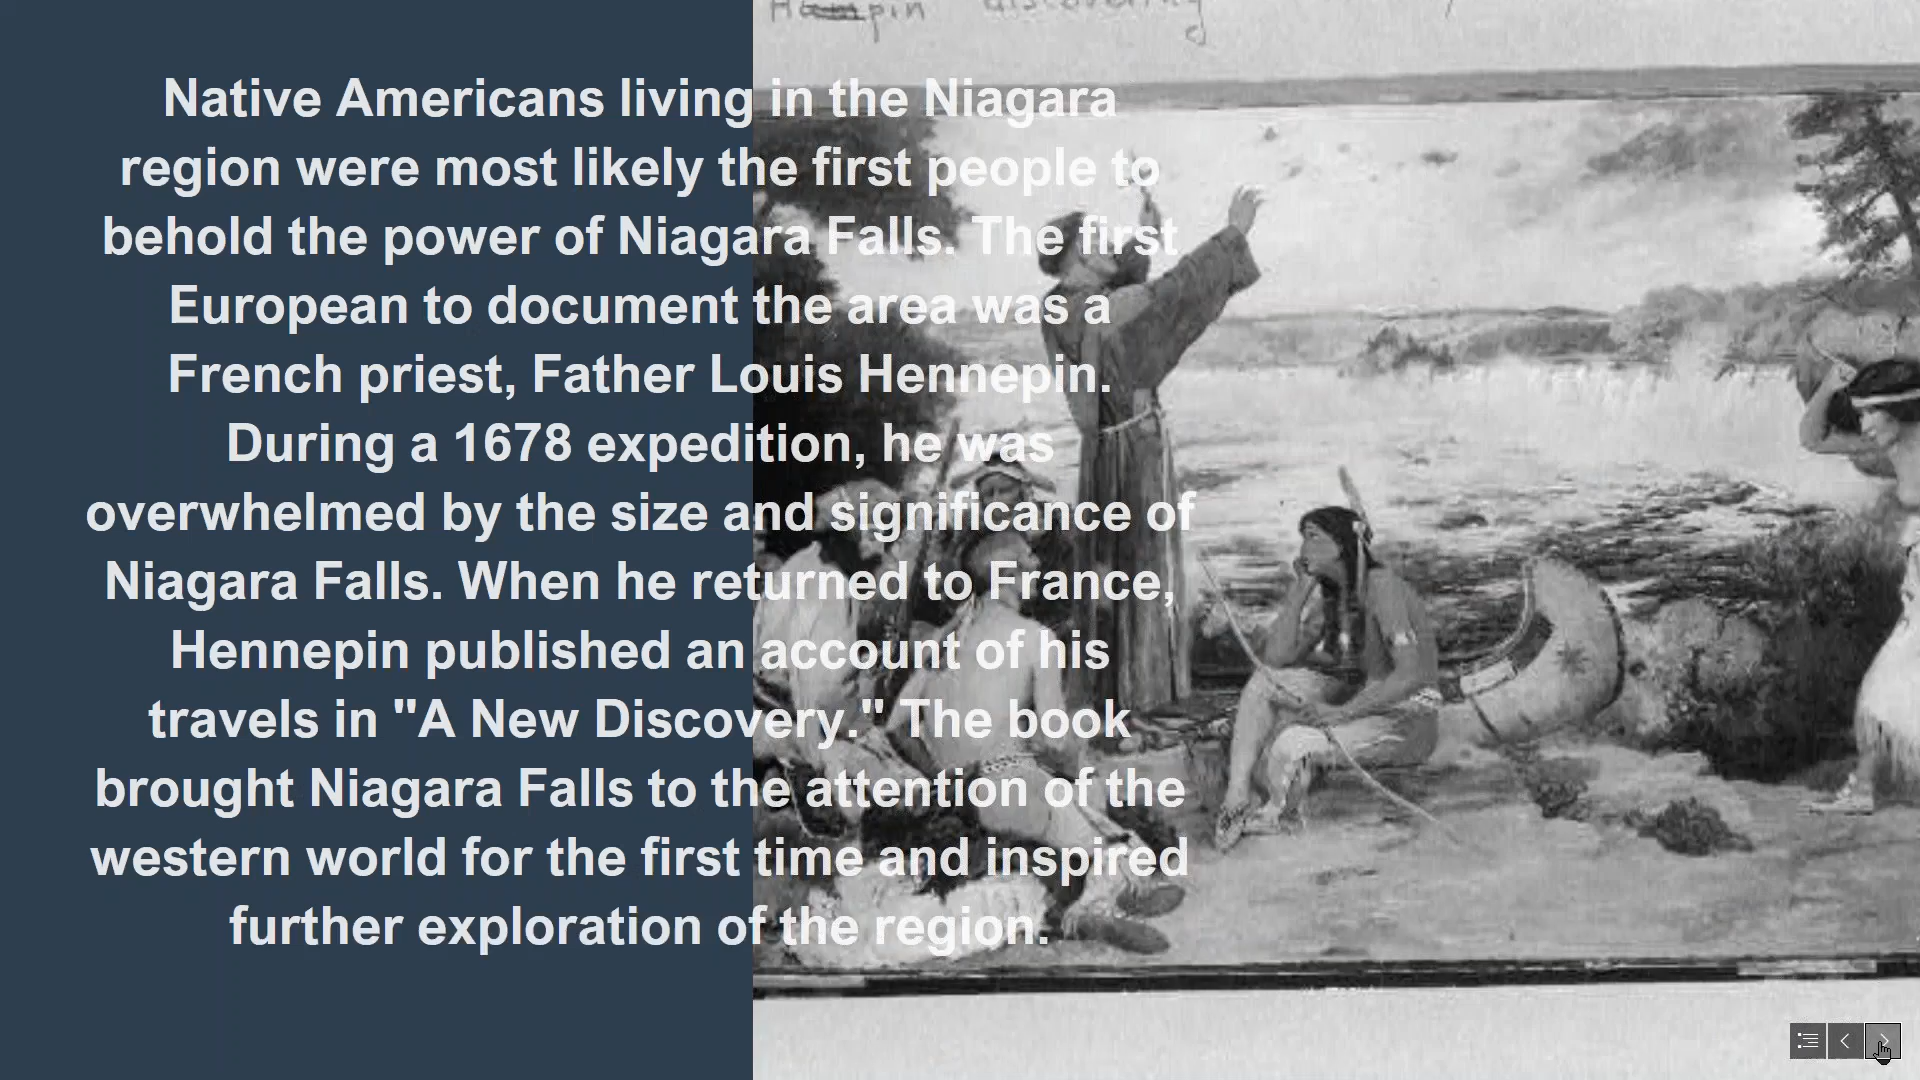 Hennepin discovering
Native Americans living in the Niagara
region were most likely the first people to
behold the power of Niagara Falls. The first
European to document the area was a
French priest, Father Louis Hennepin.
During a 1678 expedition, he was
overwhelmed by the size and significance of
Niagara Falls. When he returned to France,
Hennepin published an account of his
travels in "A New Discovery." The book
brought Niagara Falls to the attention of the
western world for the first time and inspired
further exploration of the region.